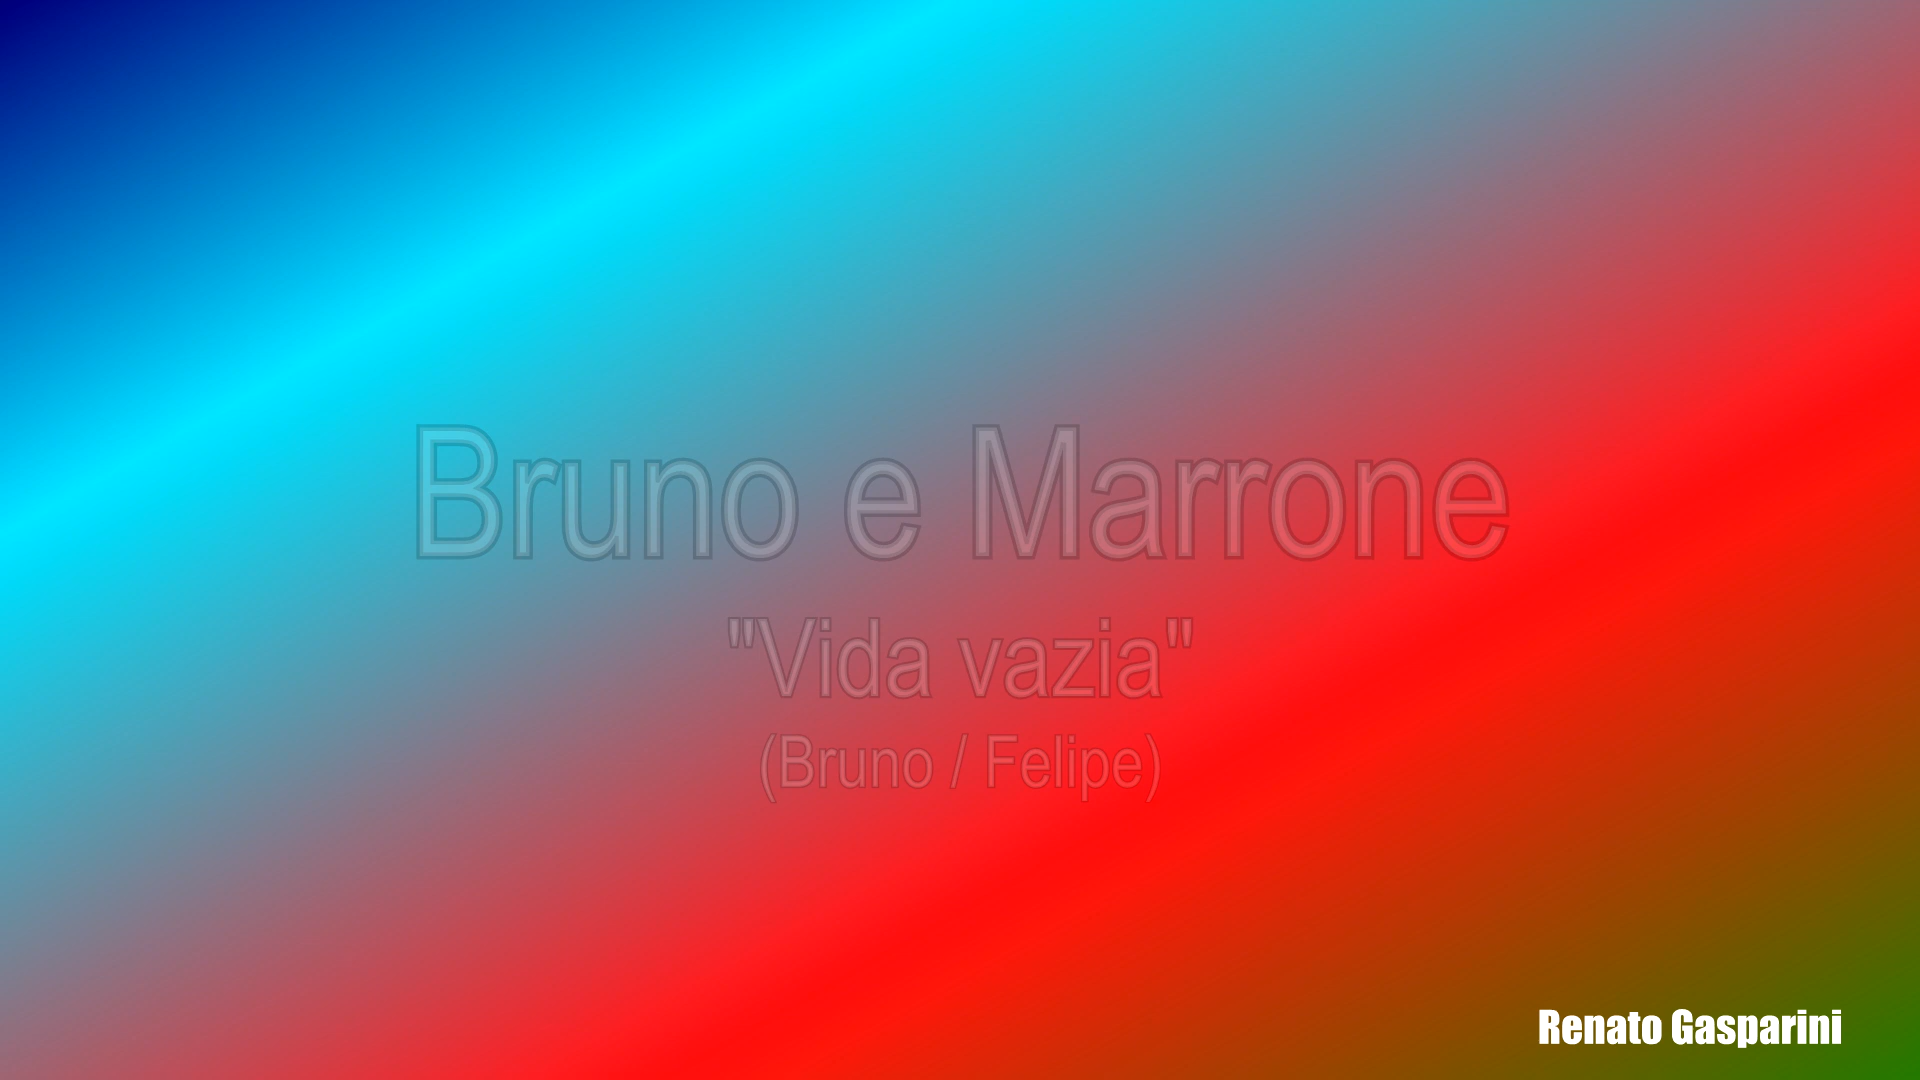 Bruno e Marrone
"Vida vazia"
(Bruno / Felipe)
Renato Gasparini